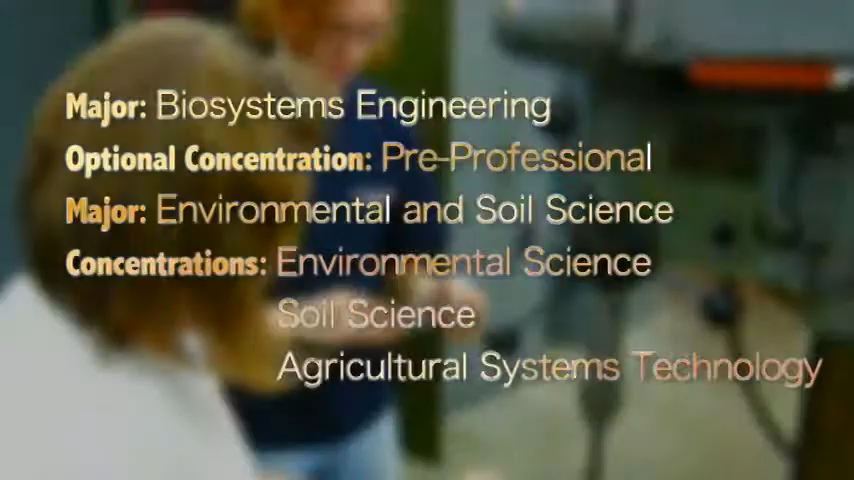 Major: Biosystems Engineering
Optional Concentration: Pre-Professional
Major: Environmental and Soil Science
Concentrations: Environmental Science
Soil Science
Agricultural Systems Technology